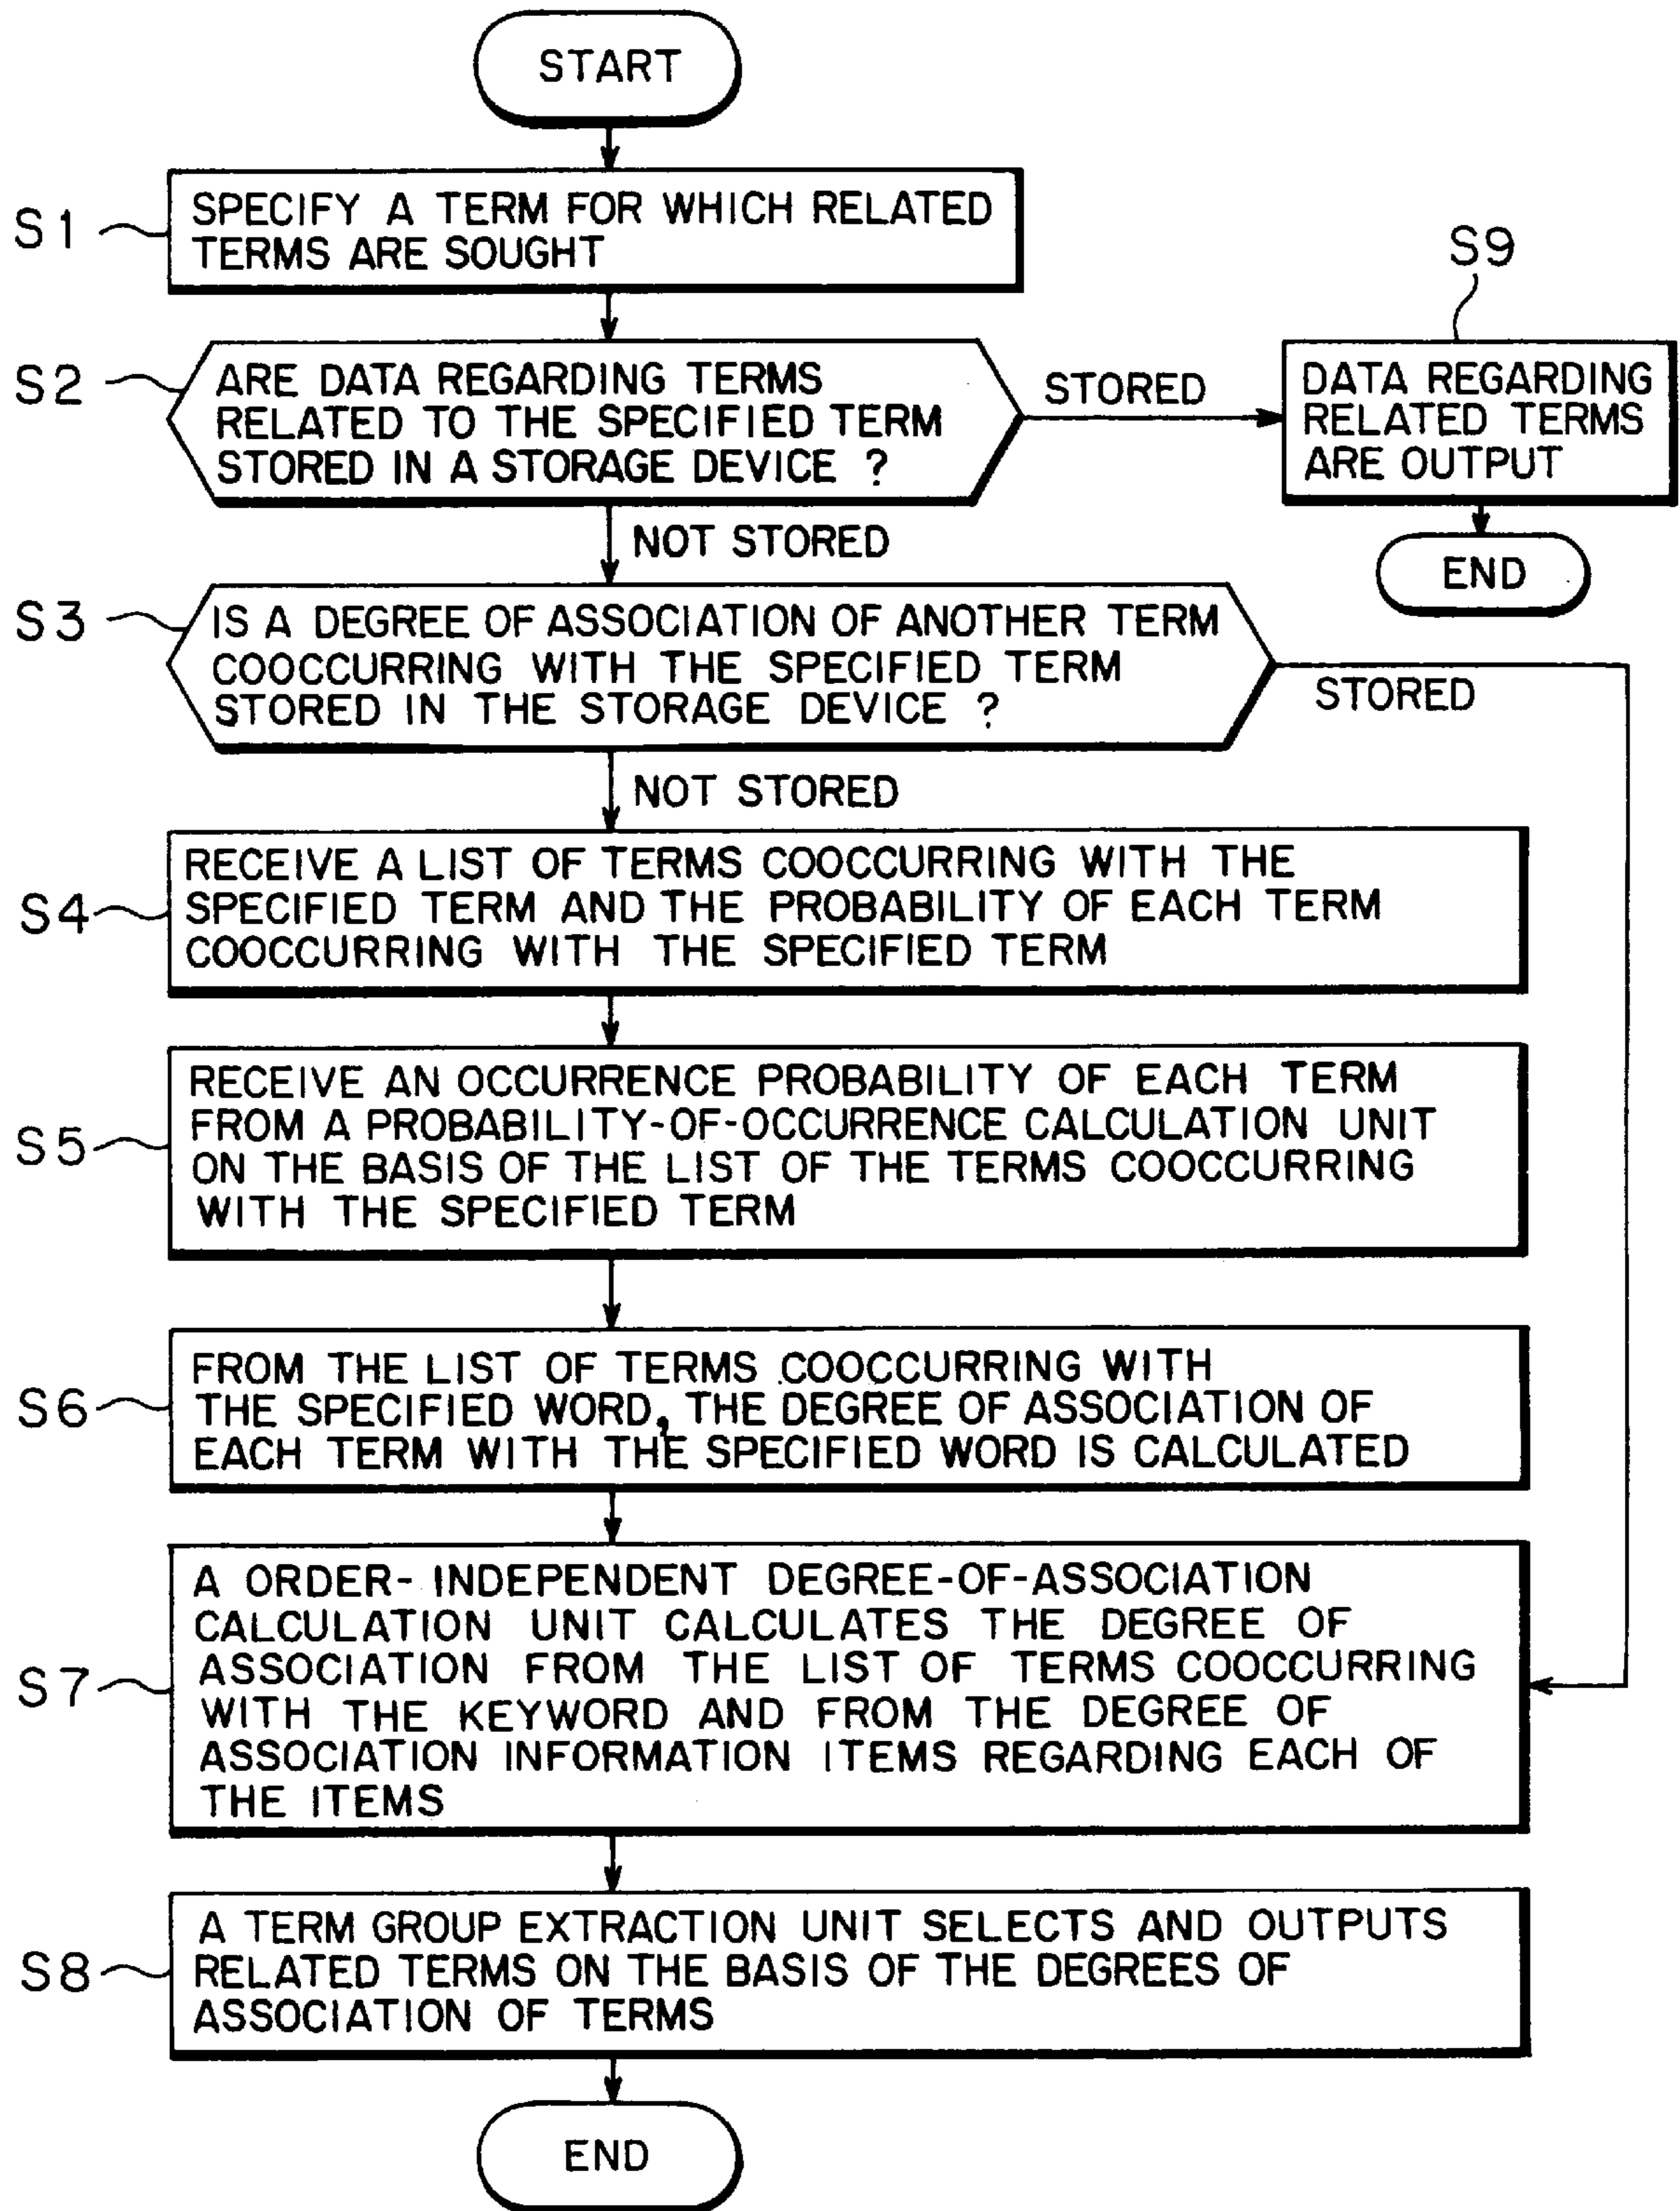 START
S1
SPECIFY A TERM FOR WHICH RELATED
TERMS ARE SOUGHT
S2
ARE DATA REGARDING TERMS
RELATED TO THE SPECIFIED TERM
STORED IN A STORAGE DEVICE ?
STORED
S9
DATA REGARDING
RELATED TERMS
ARE OUTPUT
END
NOT STORED
S3
IS A DEGREE OF ASSOCIATION OF ANOTHER TERM
COOCCURRING WITH THE SPECIFIED TERM
STORED IN THE STORAGE DEVICE ?
STORED
NOT STORED
S4
RECEIVE A LIST OF TERMS COOCCURRING WITH THE
SPECIFIED TERM AND THE PROBABILITY OF EACH TERM
COOCCURRING WITH THE SPECIFIED TERM
S5
RECEIVE AN OCCURRENCE PROBABILITY OF EACH TERM
FROM A PROBABILITY-OF-OCCURRENCE CALCULATION UNIT
ON THE BASIS OF THE LIST OF THE TERMS COOCCURRING
WITH THE SPECIFIED TERM
S6
FROM THE LIST OF TERMS COOCCURRING WITH
THE SPECIFIED WORD, THE DEGREE OF ASSOCIATION OF
EACH TERM WITH THE SPECIFIED WORD IS CALCULATED
S7
A ORDER-INDEPENDENT DEGREE-OF-ASSOCIATION
CALCULATION UNIT CALCULATES THE DEGREE OF
ASSOCIATION FROM THE LIST OF TERMS COOCCURRING
WITH THE KEYWORD AND FROM THE DEGREE OF
ASSOCIATION INFORMATION ITEMS REGARDING EACH OF
THE ITEMS
S8
A TERM GROUP EXTRACTION UNIT SELECTS AND OUTPUTS
RELATED TERMS ON THE BASIS OF THE DEGREES OF
ASSOCIATION OF TERMS
END